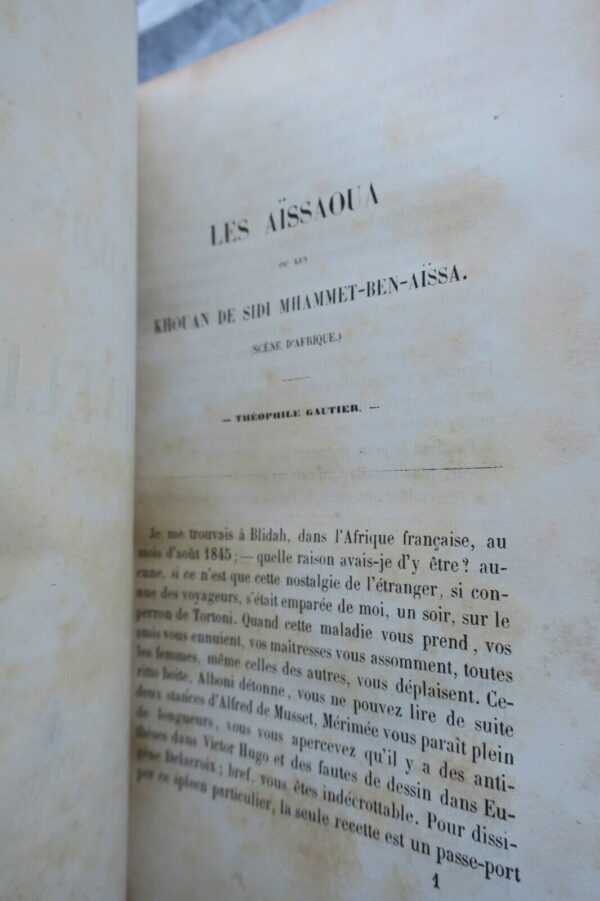 LES AÏSSAOUA
OU LES
KHOUAN DE SIDI MHAMMET-BEN-AÏSSA.
(SCÈNE D'AFRIQUE.)
— THÉOPHILE GAUTIER. —
Je me trouvais à Blidah, dans l'Afrique française, au
mois d'août 1845; — quelle raison avais-je d'y être? au-
cune, si ce n'est que cette nostalgie de l'étranger, si con-
nue des voyageurs, s'était emparée de moi, un soir, sur le
perron de Tortoni. Quand cette maladie vous prend, vos
amis vous ennuient, vos maîtresses vous assomment, toutes
les femmes, même celles des autres, vous déplaisent. Ce-
rito boite, Alboni détonne, vous ne pouvez lire de suite
deux stances d'Alfred de Musset, Mérimée vous paraît plein
de longueurs, vous vous apercevez qu'il y a des anti-
thèses dans Victor Hugo et des fautes de dessin dans Eu-
gène Delacroix; bref, vous êtes indécrottable. Pour dissi-
per ce spleen particulier, la seule recette est un passe-port
1